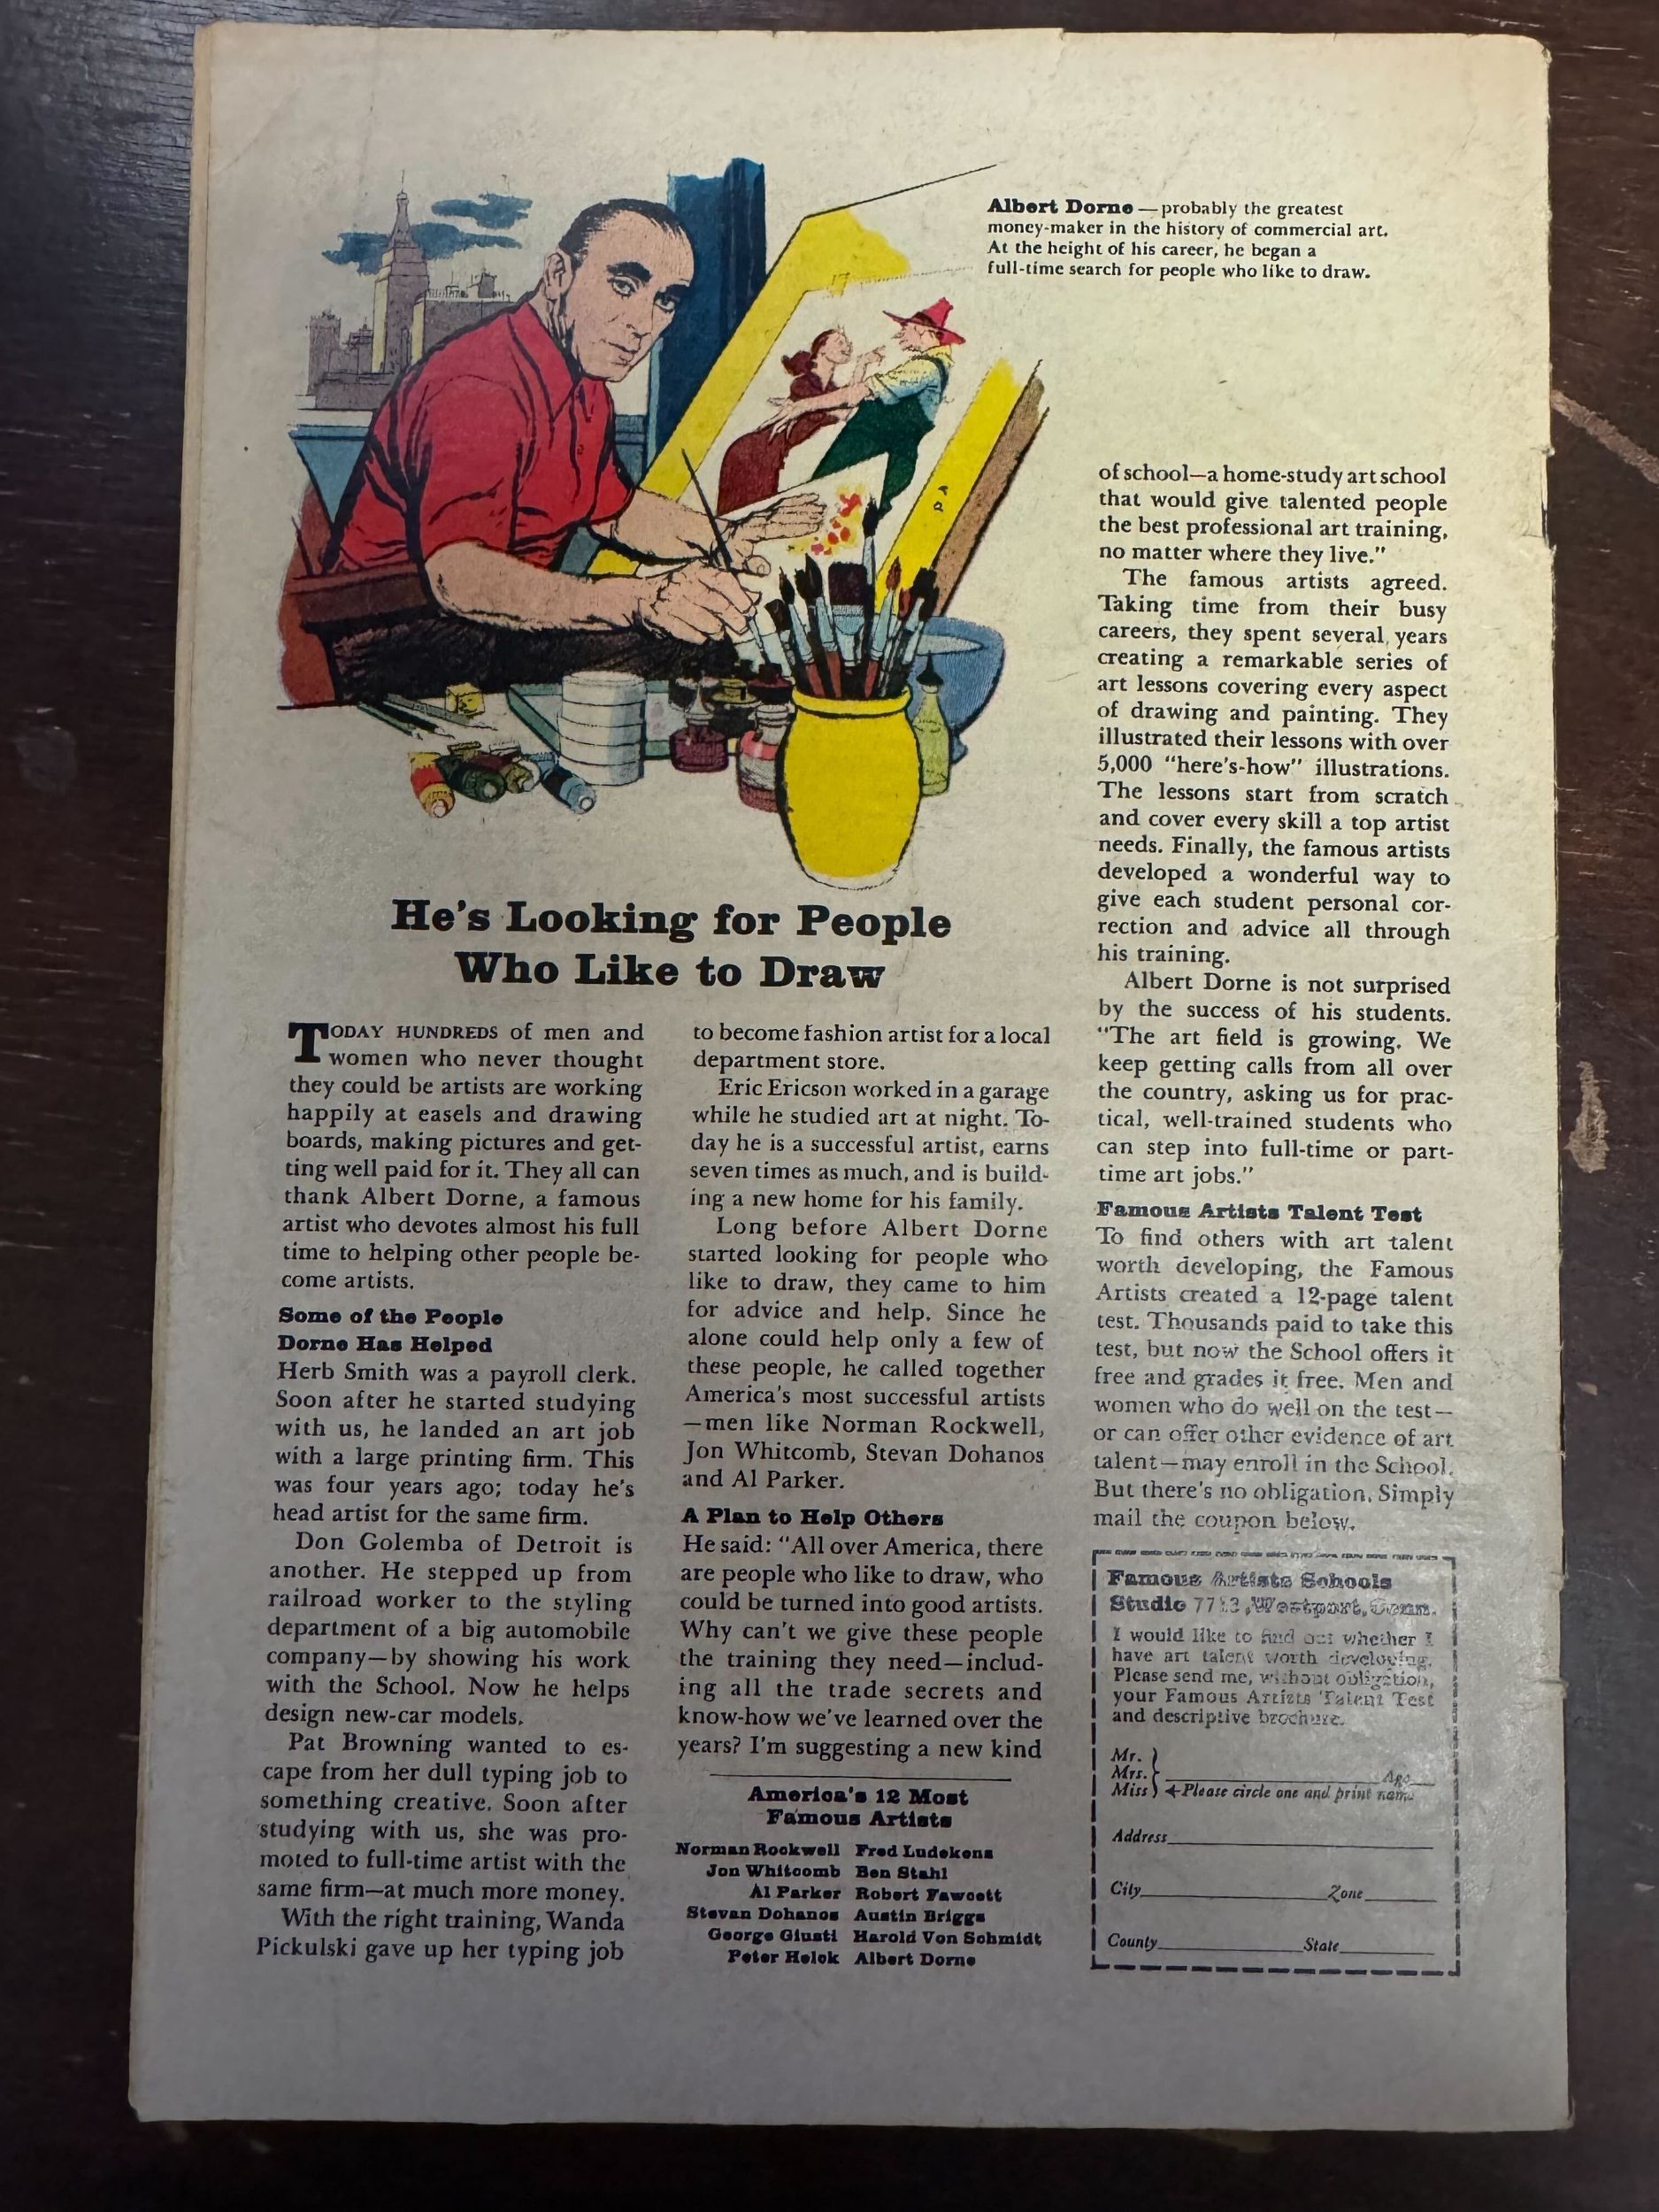 Albert Dorne — probably the greatest
money-maker in the history of commercial art.
At the height of his career, he began a
full-time search for people who like to draw.
He's Looking for People
Who Like to Draw
TODAY HUNDREDS of men and
women who never thought
they could be artists are working
happily at easels and drawing
boards, making pictures and get-
ting well paid for it. They all can
thank Albert Dorne, a famous
artist who devotes almost his full
time to helping other people be-
come artists.
Some of the People
Dorne Has Helped
Herb Smith was a payroll clerk.
Soon after he started studying
with us, he landed an art job
with a large printing firm. This
was four years ago; today he's
head artist for the same firm.
Don Golemba of Detroit is
another. He stepped up from
railroad worker to the styling
department of a big automobile
company—by showing his work
with the School. Now he helps
design new-car models.
Pat Browning wanted to es-
cape from her dull typing job to
something creative. Soon after
studying with us, she was pro-
moted to full-time artist with the
same firm—at much more money.
With the right training, Wanda
Pickulski gave up her typing job
to become fashion artist for a local
department store.
Eric Ericson worked in a garage
while he studied art at night. To-
day he is a successful artist, earns
seven times as much, and is build-
ing a new home for his family.
Long before Albert Dorne
started looking for people who
like to draw, they came to him
for advice and help. Since he
alone could help only a few of
these people, he called together
America's most successful artists
—men like Norman Rockwell,
Jon Whitcomb, Stevan Dohanos
and Al Parker.
A Plan to Help Others
He said: "All over America, there
are people who like to draw, who
could be turned into good artists.
Why can't we give these people
the training they need—includ-
ing all the trade secrets and
know-how we've learned over the
years? I'm suggesting a new kind
America's 12 Most
Famous Artists
Norman Rockwell Fred Ludekens
Jon Whitcomb Ben Stahl
Al Parker Robert Fawcett
Stevan Dohanos Austin Briggs
George Giusti Harold Von Schmidt
Peter Helck Albert Dorne
of school—a home-study art school
that would give talented people
the best professional art training,
no matter where they live."
The famous artists agreed.
Taking time from their busy
careers, they spent several years
creating a remarkable series of
art lessons covering every aspect
of drawing and painting. They
illustrated their lessons with over
5,000 "here's-how" illustrations.
The lessons start from scratch
and cover every skill a top artist
needs. Finally, the famous artists
developed a wonderful way to
give each student personal cor-
rection and advice all through
his training.
Albert Dorne is not surprised
by the success of his students.
"The art field is growing. We
keep getting calls from all over
the country, asking us for prac-
tical, well-trained students who
can step into full-time or part-
time art jobs."
Famous Artists Talent Test
To find others with art talent
worth developing, the Famous
Artists created a 12-page talent
test. Thousands paid to take this
test, but now the School offers it
free and grades it free. Men and
women who do well on the test—
or can offer other evidence of art
talent—may enroll in the School.
But there's no obligation. Simply
mail the coupon below.
Famous Artists Schools
Studio Westport, Conn.
I would like to find out whether I
have art talent worth developing.
Please send me, without obligation,
your Famous Artists Talent Test
and descriptive brochure.
Mr.
Mrs. Age
Miss ←Please circle one and print name
Address
City Zone
County State